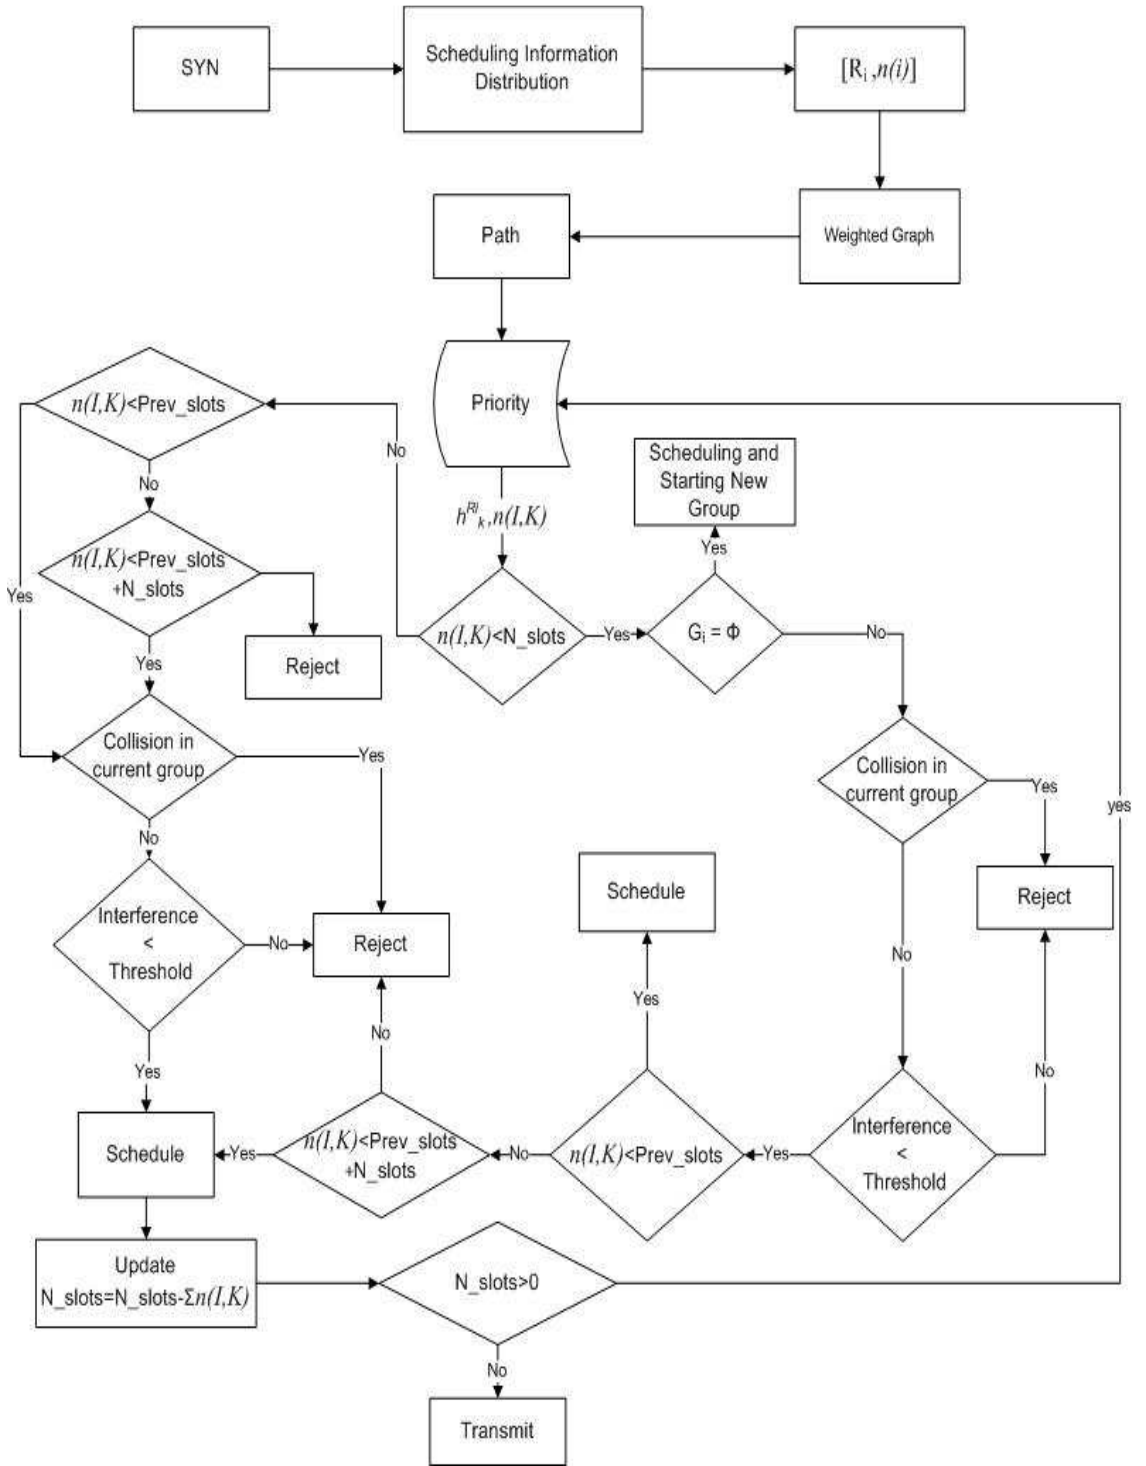 SYN
Scheduling Information
Distribution
[Rᵢ ,n(i)]
Path
Weighted Graph
Priority
n(I,K)<Prev_slots
No
No
Scheduling and
Starting New
Group
hᴿⁱₖ,n(I,K)
Yes
n(I,K)<Prev_slots
+N_slots
Yes
n(I,K)<N_slots
Yes
Gᵢ = Φ
No
Reject
Yes
Collision in
current group
Yes
Collision in
current group
Yes
yes
No
Schedule
Reject
Interference
<
Threshold
No
Reject
No
Yes
No
Yes
No
Schedule
Yes
n(I,K)<Prev_slots
+N_slots
No
n(I,K)<Prev_slots
Yes
Interference
<
Threshold
Update
N_slots=N_slots-Σn(I,K)
N_slots>0
No
Transmit